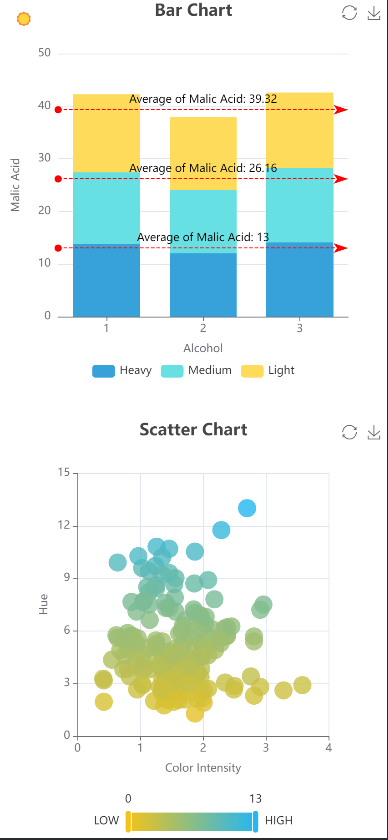 Bar Chart
50
40
30
20
10
0
Malic Acid
Average of Malic Acid: 39.32
Average of Malic Acid: 26.16
Average of Malic Acid: 13
1 2 3
Alcohol
Heavy Medium Light
Scatter Chart
15
12
9
6
3
0
Hue
0 1 2 3 4
Color Intensity
0 13
LOW HIGH